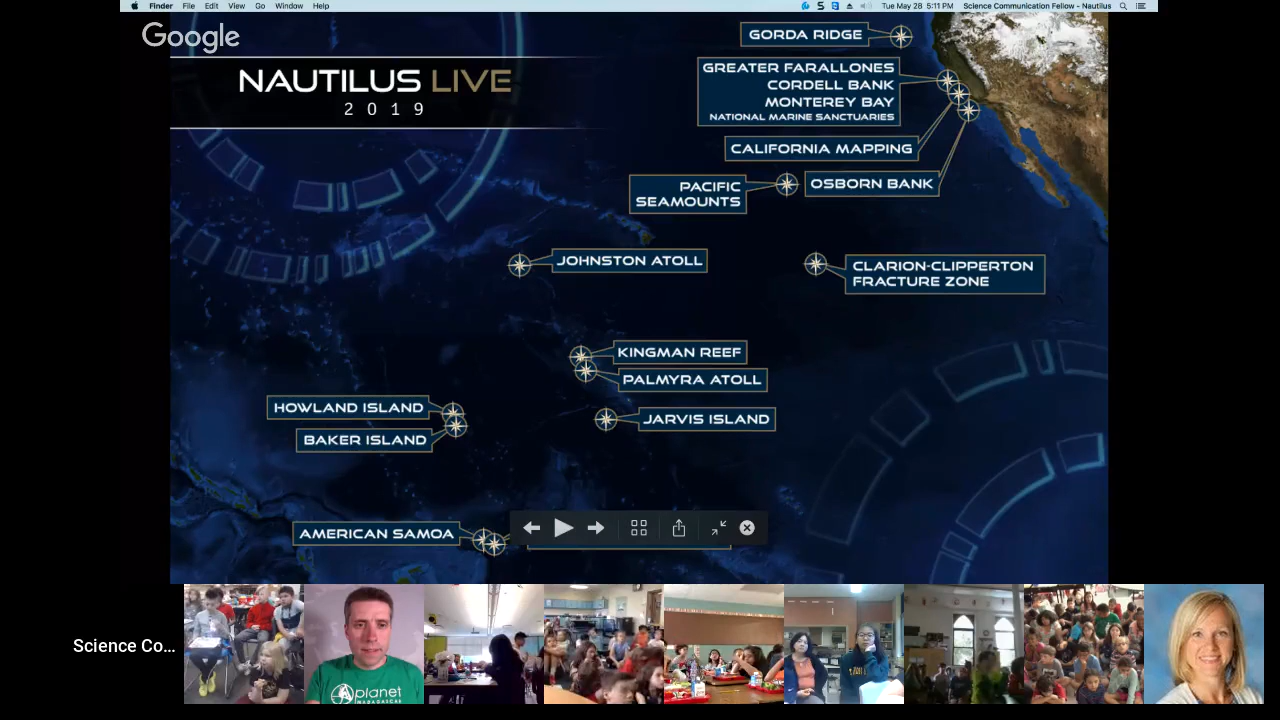 Finder File Edit View Go Window Help
Tue May 28 5:11 PM Science Communication Fellow - Nautilus
Google
NAUTILUS LIVE
2019
GORDA RIDGE
GREATER FARALLONES
CORDELL BANK
MONTEREY BAY
NATIONAL MARINE SANCTUARIES
CALIFORNIA MAPPING
PACIFIC
SEAMOUNTS
OSBORN BANK
JOHNSTON ATOLL
CLARION-CLIPPERTON
FRACTURE ZONE
KINGMAN REEF
PALMYRA ATOLL
HOWLAND ISLAND
JARVIS ISLAND
BAKER ISLAND
AMERICAN SAMOA
Science Co...
planet
MADAGASCAR